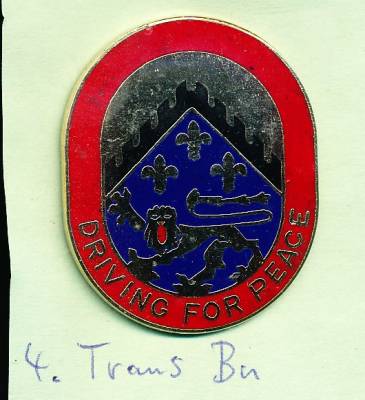 DRIVING FOR PEACE
4. Trans Bn